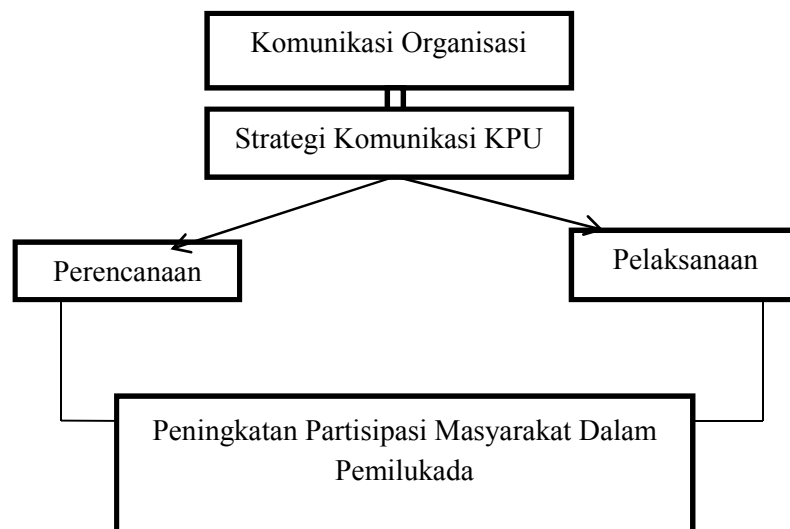 Komunikasi Organisasi
Strategi Komunikasi KPU
Perencanaan
Pelaksanaan
Peningkatan Partisipasi Masyarakat Dalam
Pemilukada